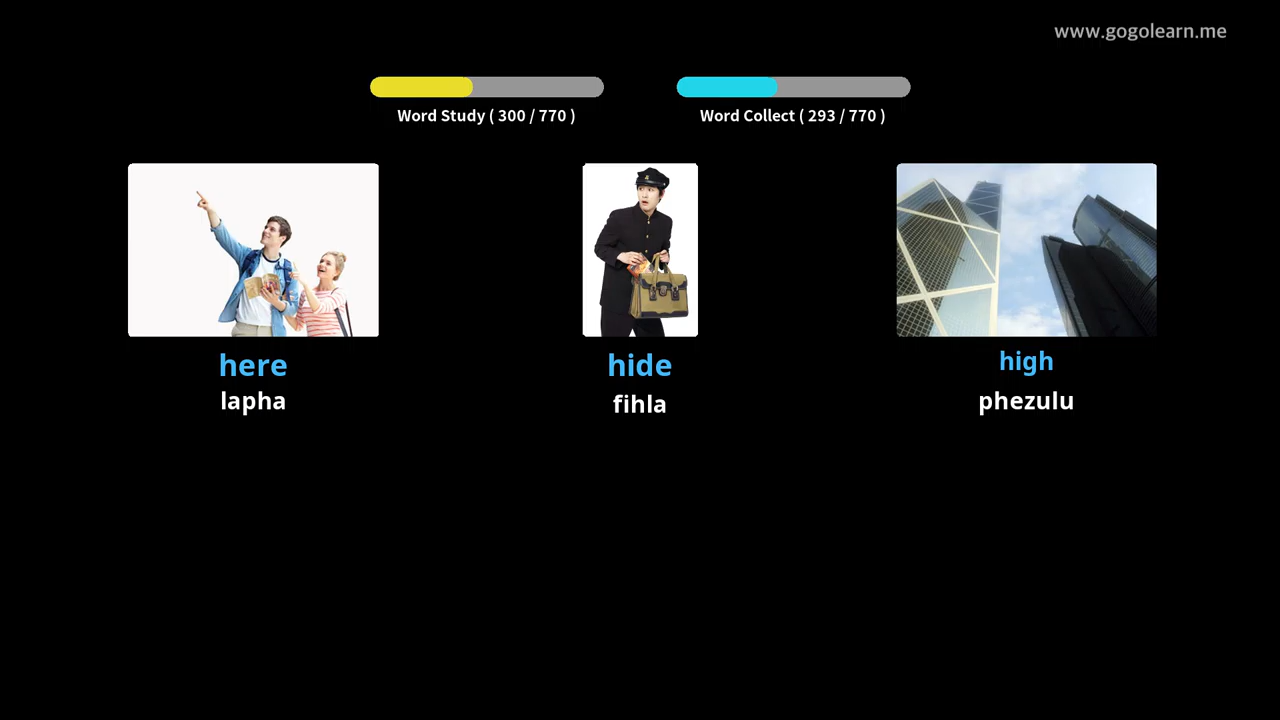 www.gogolearn.me
Word Study ( 300 / 770 )
Word Collect ( 293 / 770 )
here
lapha
hide
fihla
high
phezulu